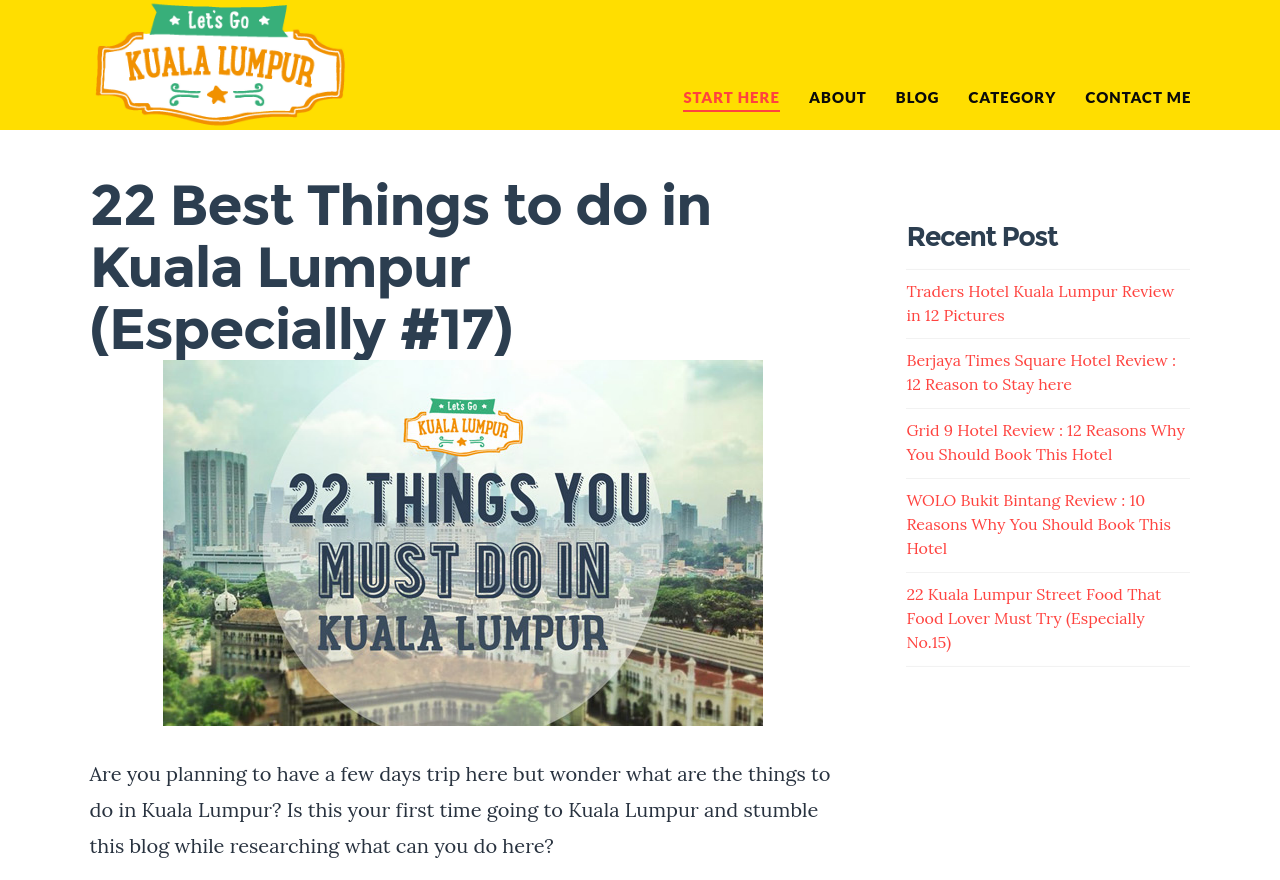 Let's Go
KUALA LUMPUR
START HERE
ABOUT
BLOG
CATEGORY
CONTACT ME
22 Best Things to do in
Kuala Lumpur
(Especially #17)
Let's Go
KUALA LUMPUR
22 THINGS YOU
MUST DO IN
KUALA LUMPUR
Are you planning to have a few days trip here but wonder what are the things to
do in Kuala Lumpur? Is this your first time going to Kuala Lumpur and stumble
this blog while researching what can you do here?
Recent Post
Traders Hotel Kuala Lumpur Review
in 12 Pictures
Berjaya Times Square Hotel Review :
12 Reason to Stay here
Grid 9 Hotel Review : 12 Reasons Why
You Should Book This Hotel
WOLO Bukit Bintang Review : 10
Reasons Why You Should Book This
Hotel
22 Kuala Lumpur Street Food That
Food Lover Must Try (Especially
No.15)